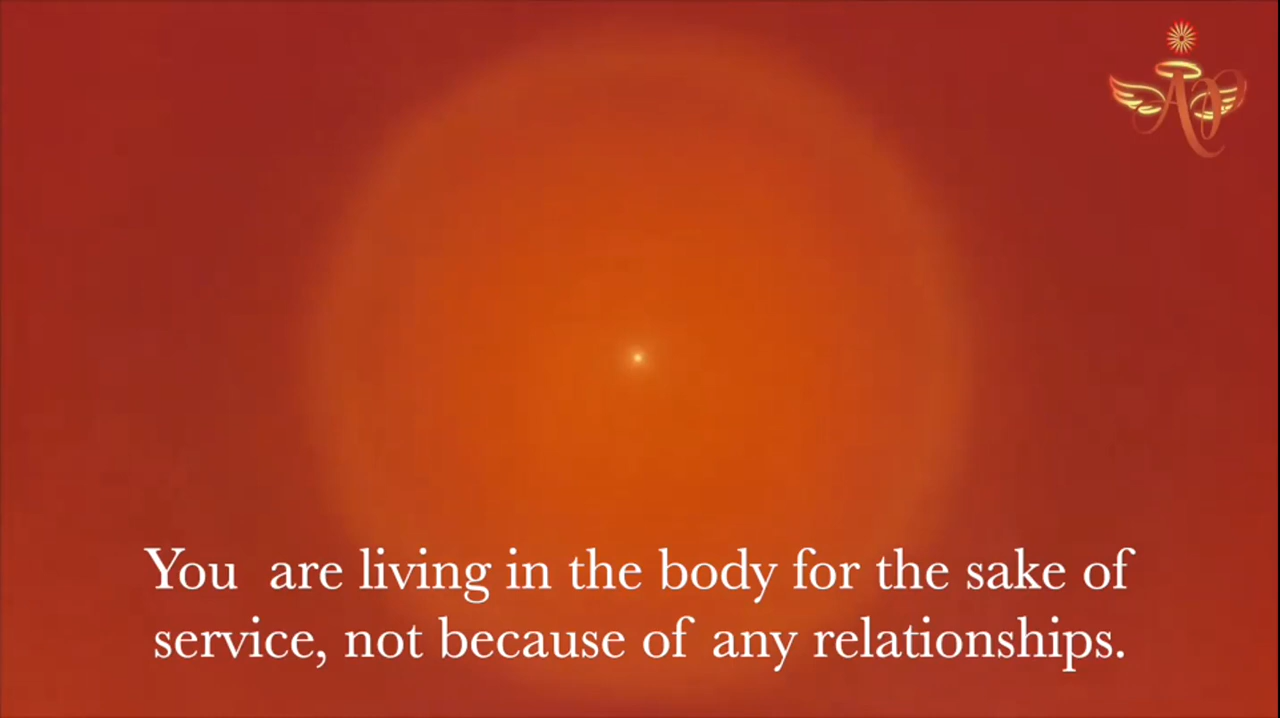 You are living in the body for the sake of
service, not because of any relationships.